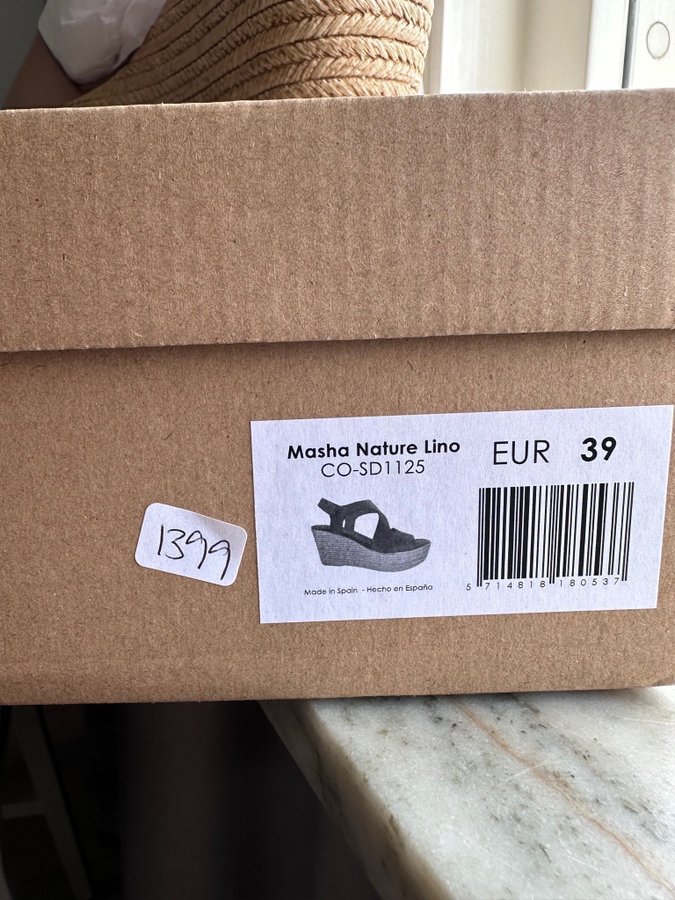 Masha Nature Lino
CO-SD1125
EUR 39
1399
Made in Spain - Hecho en España
5 714818 180537